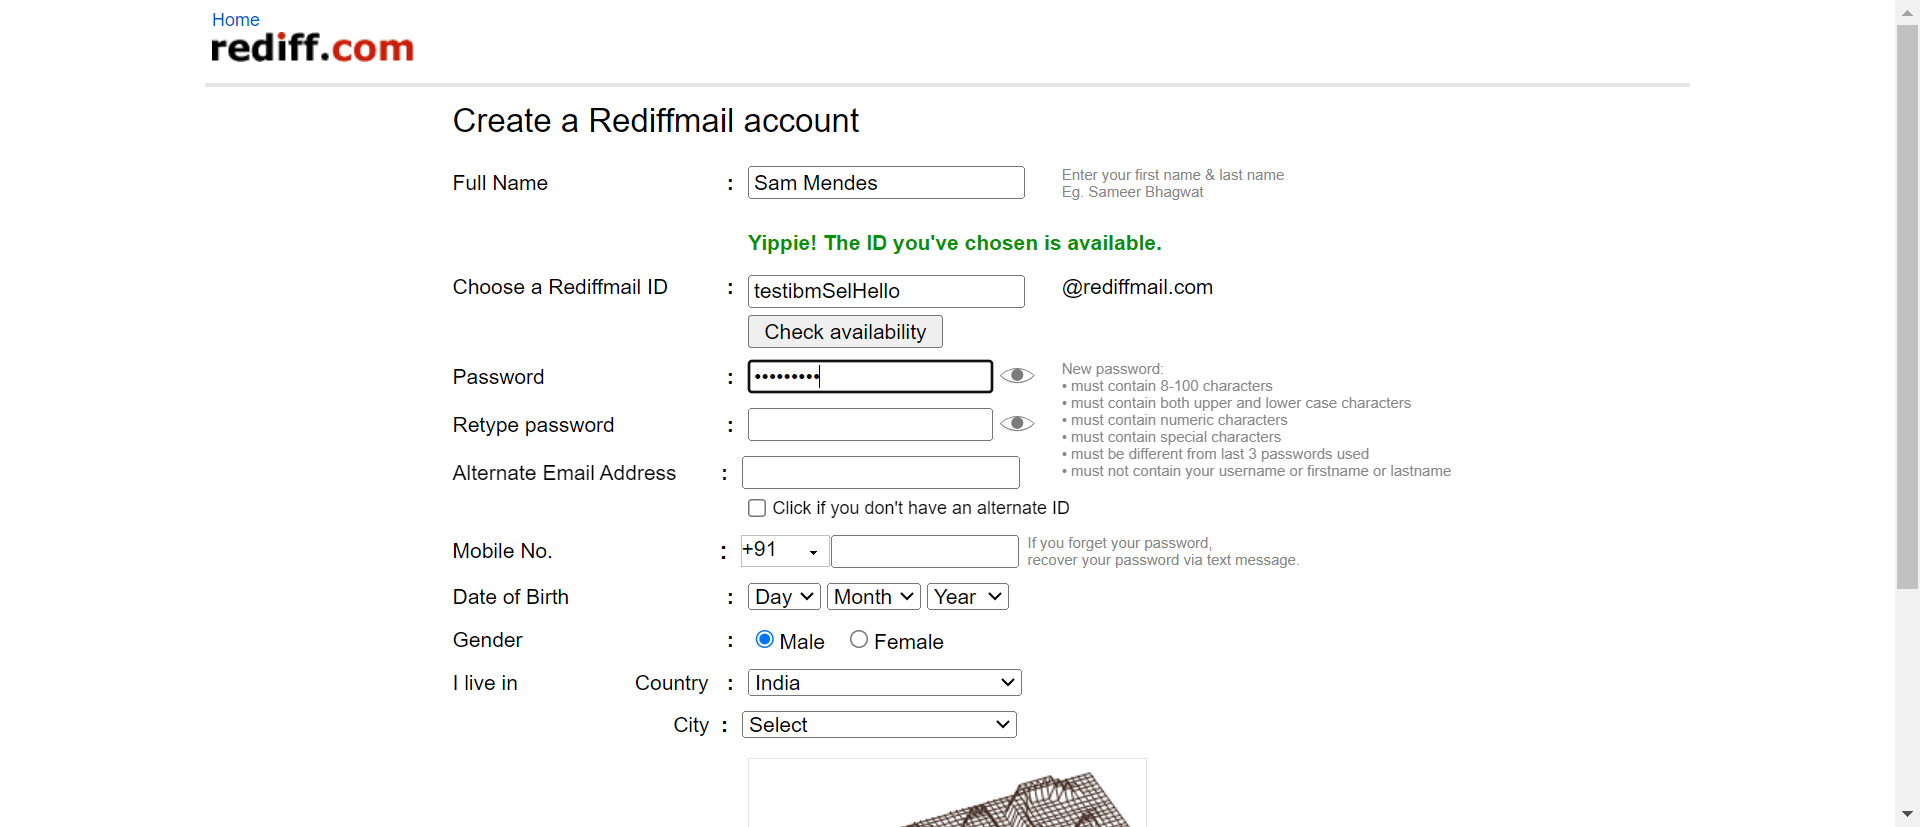 Home
rediff.com
Create a Rediffmail account
Full Name : Sam Mendes
Enter your first name & last name
Eg. Sameer Bhagwat
Yippie! The ID you've chosen is available.
Choose a Rediffmail ID : testibmSelHello @rediffmail.com
Check availability
Password : •••••••••
New password:
• must contain 8-100 characters
• must contain both upper and lower case characters
• must contain numeric characters
• must contain special characters
• must be different from last 3 passwords used
• must not contain your username or firstname or lastname
Retype password :
Alternate Email Address :
Click if you don't have an alternate ID
Mobile No. : +91
If you forget your password,
recover your password via text message.
Date of Birth : Day Month Year
Gender : Male Female
I live in Country : India
City : Select